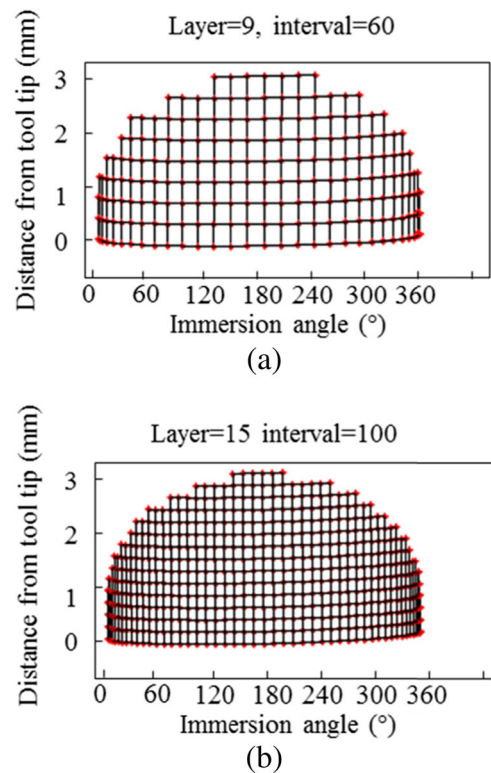 Layer=9, interval=60
Distance from tool tip (mm)
3
2
1
0
0 60 120 180 240 300 360
Immersion angle (°)
(a)
Layer=15 interval=100
Distance from tool tip (mm)
3
2
1
0
0 60 120 180 240 300 360
Immersion angle (°)
(b)